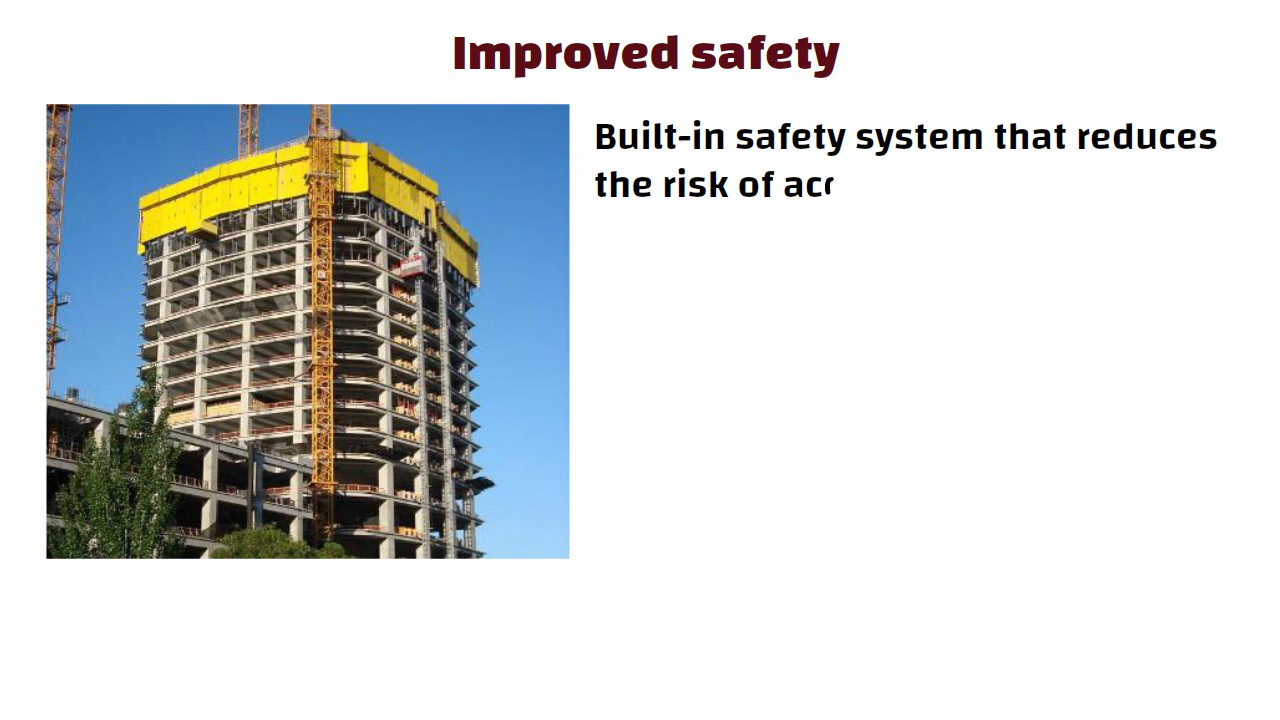 Improved safety
Built-in safety system that reduces
the risk of